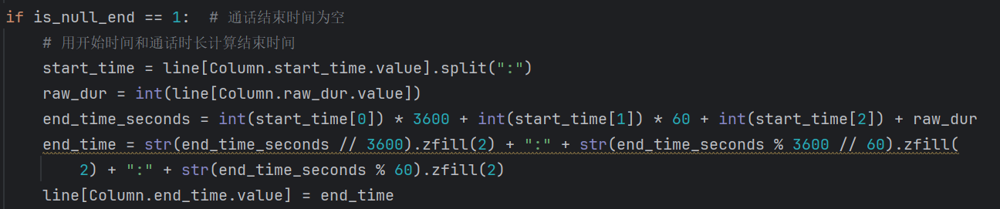 if is_null_end == 1:  # 通话结束时间为空
    # 用开始时间和通话时长计算结束时间
    start_time = line[Column.start_time.value].split(":")
    raw_dur = int(line[Column.raw_dur.value])
    end_time_seconds = int(start_time[0]) * 3600 + int(start_time[1]) * 60 + int(start_time[2]) + raw_dur
    end_time = str(end_time_seconds // 3600).zfill(2) + ":" + str(end_time_seconds % 3600 // 60).zfill(
        2) + ":" + str(end_time_seconds % 60).zfill(2)
    line[Column.end_time.value] = end_time